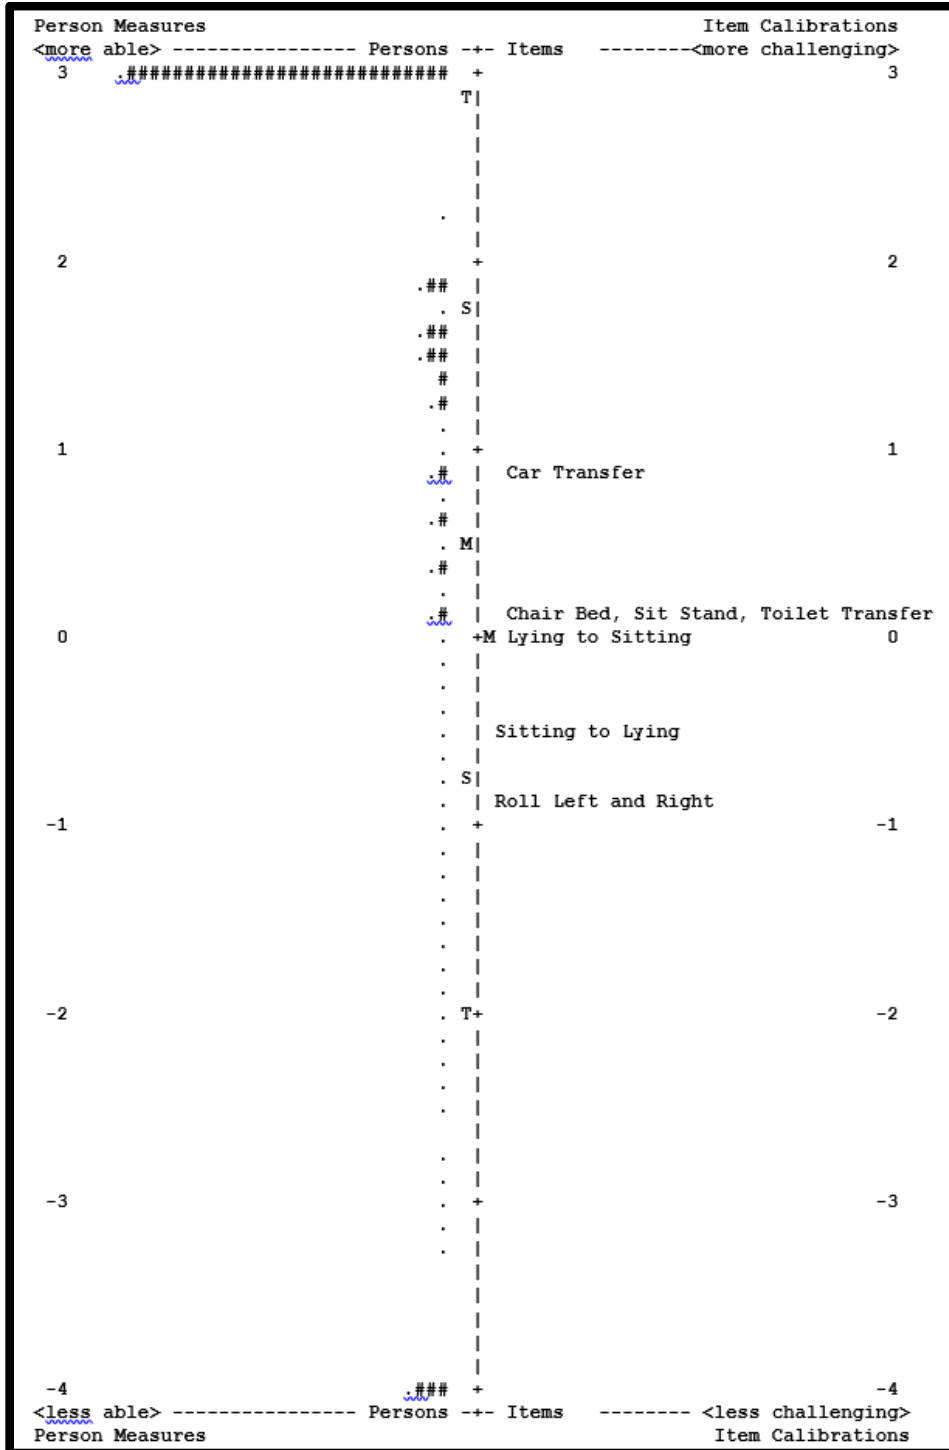 Person Measures Item Calibrations
<more able> ---------------- Persons -+- Items --------<more challenging>
3 .############################ + 3
T|
|
|
|
|
. |
|
2 + 2
.## |
. S|
.## |
.## |
# |
.# |
. |
1 . + 1
.# | Car Transfer
. |
.# |
. M|
.# |
. |
.# | Chair Bed, Sit Stand, Toilet Transfer
0 . +M Lying to Sitting 0
. |
. |
. |
. | Sitting to Lying
. |
. S|
. | Roll Left and Right
-1 . + -1
. |
. |
. |
. |
. |
. |
. |
-2 . T+ -2
. |
. |
. |
. |
|
. |
. |
-3 . + -3
. |
. |
|
|
|
|
|
-4 .### + -4
<less able> ---------------- Persons -+- Items -------- <less challenging>
Person Measures Item Calibrations